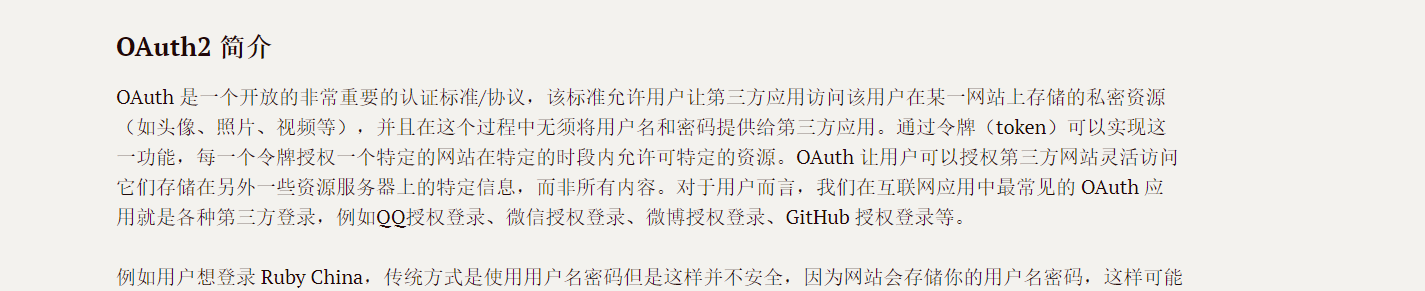 OAuth2 简介
OAuth 是一个开放的非常重要的认证标准/协议，该标准允许用户让第三方应用访问该用户在某一网站上存储的私密资源
（如头像、照片、视频等），并且在这个过程中无须将用户名和密码提供给第三方应用。通过令牌（token）可以实现这
一功能，每一个令牌授权一个特定的网站在特定的时段内允许可特定的资源。OAuth 让用户可以授权第三方网站灵活访问
它们存储在另外一些资源服务器上的特定信息，而非所有内容。对于用户而言，我们在互联网应用中最常见的 OAuth 应
用就是各种第三方登录，例如QQ授权登录、微信授权登录、微博授权登录、GitHub 授权登录等。
例如用户想登录 Ruby China，传统方式是使用用户名密码但是这样并不安全，因为网站会存储你的用户名密码，这样可能